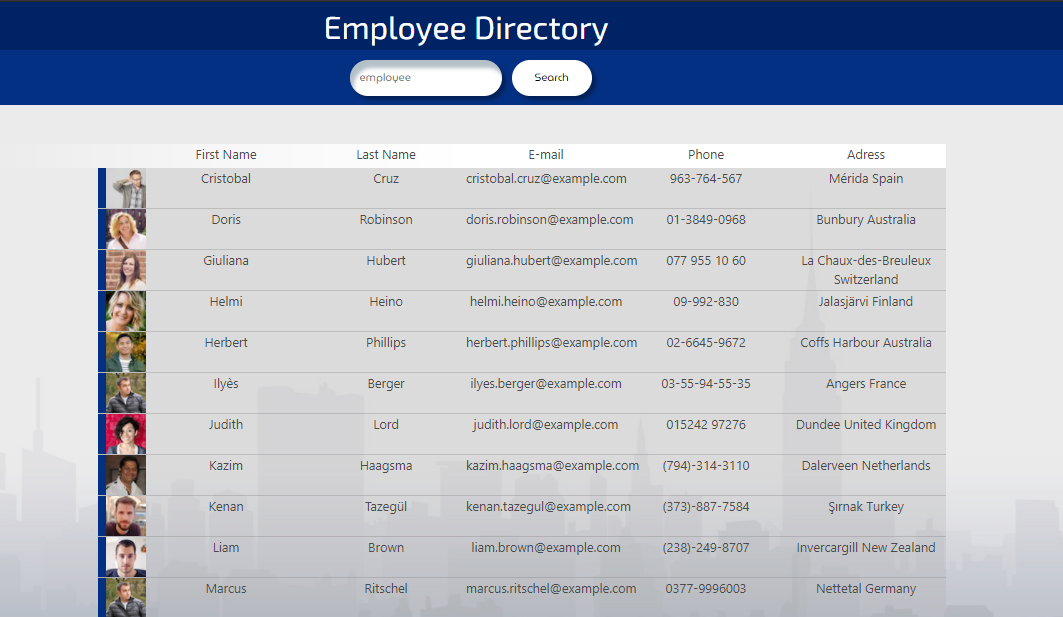 Employee Directory
employee
Search
First Name Last Name E-mail Phone Adress
Cristobal Cruz cristobal.cruz@example.com 963-764-567 Mérida Spain
Doris Robinson doris.robinson@example.com 01-3849-0968 Bunbury Australia
Giuliana Hubert giuliana.hubert@example.com 077 955 10 60 La Chaux-des-Breuleux
Switzerland
Helmi Heino helmi.heino@example.com 09-992-830 Jalasjärvi Finland
Herbert Phillips herbert.phillips@example.com 02-6645-9672 Coffs Harbour Australia
Ilyès Berger ilyes.berger@example.com 03-55-94-55-35 Angers France
Judith Lord judith.lord@example.com 015242 97276 Dundee United Kingdom
Kazim Haagsma kazim.haagsma@example.com (794)-314-3110 Dalerveen Netherlands
Kenan Tazegül kenan.tazegul@example.com (373)-887-7584 Şırnak Turkey
Liam Brown liam.brown@example.com (238)-249-8707 Invercargill New Zealand
Marcus Ritschel marcus.ritschel@example.com 0377-9996003 Nettetal Germany